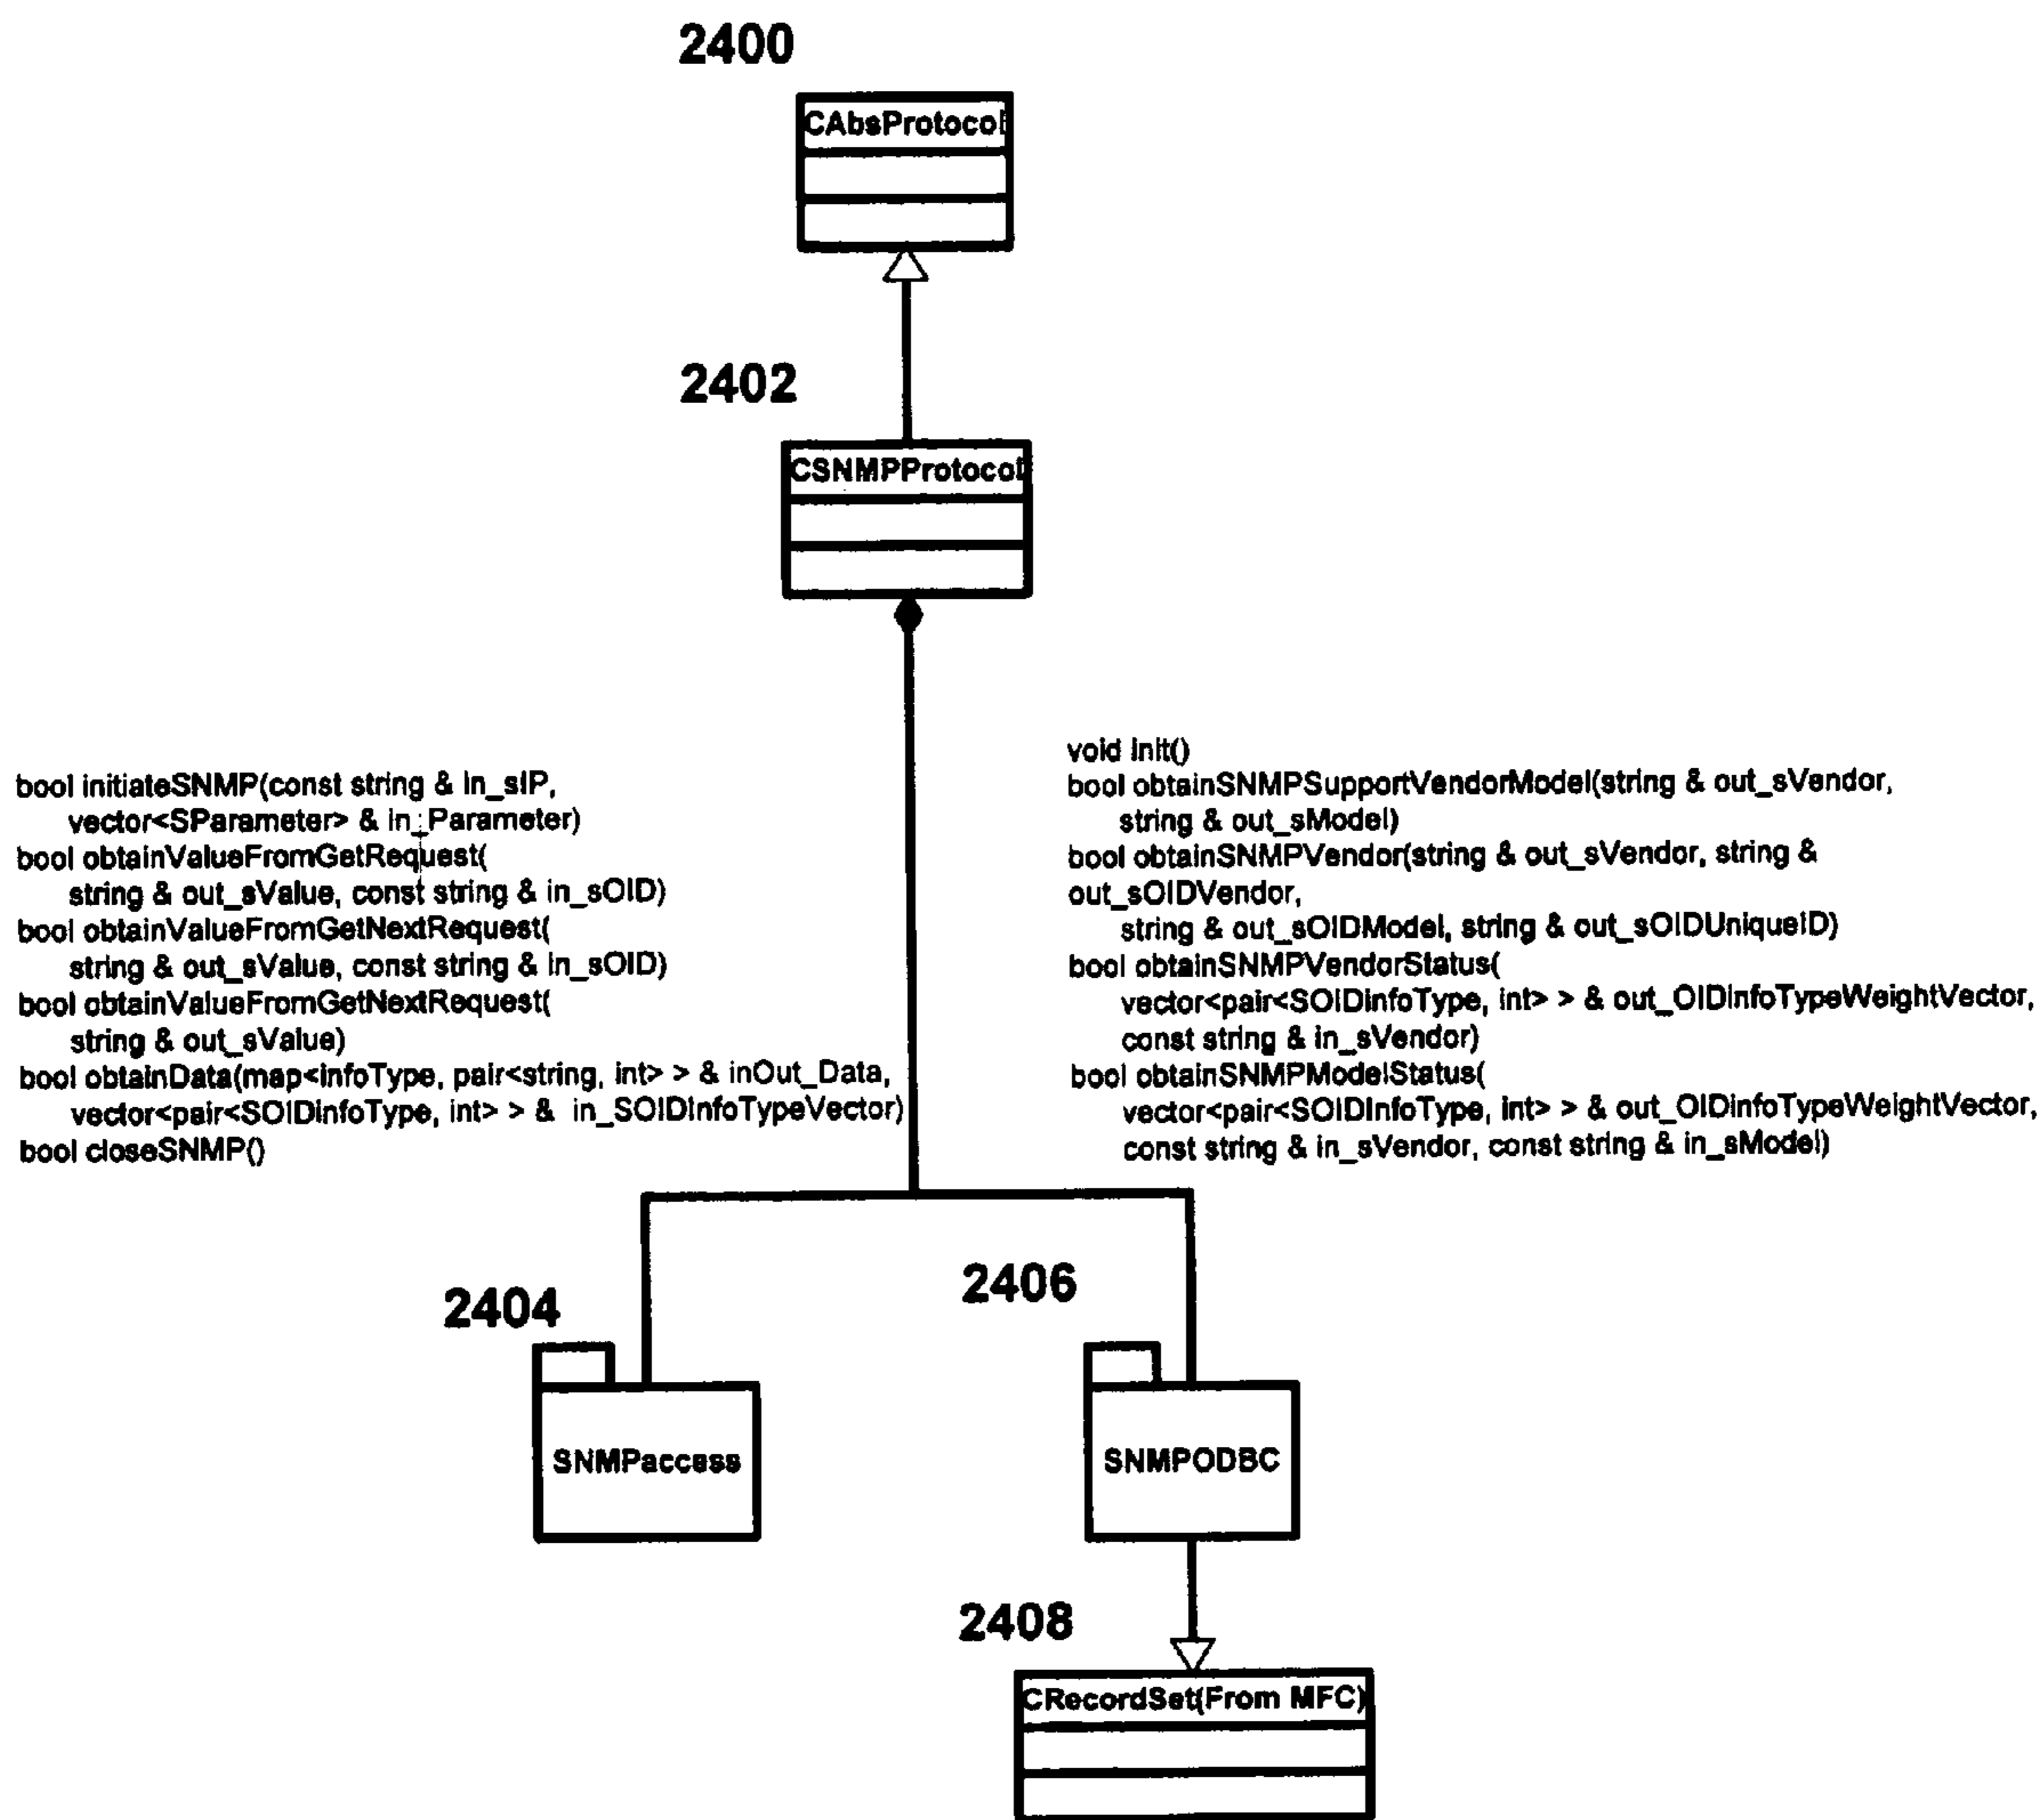 2400
CAbsProtocol
2402
CSNMPProtocol
bool initiateSNMP(const string & in_sIP,
vector<SParameter> & in_Parameter)
bool obtainValueFromGetRequest(
string & out_sValue, const string & in_sOID)
bool obtainValueFromGetNextRequest(
string & out_sValue, const string & in_sOID)
bool obtainValueFromGetNextRequest(
string & out_sValue)
bool obtainData(map<infoType, pair<string, int> > & inOut_Data,
vector<pair<SOIDinfoType, int> > & in_SOIDInfoTypeVector)
bool closeSNMP()
void Init()
bool obtainSNMPSupportVendorModel(string & out_sVendor,
string & out_sModel)
bool obtainSNMPVendor(string & out_sVendor, string &
out_sOIDVendor,
string & out_sOIDModel, string & out_sOIDUniqueID)
bool obtainSNMPVendorStatus(
vector<pair<SOIDinfoType, int> > & out_OIDInfoTypeWeightVector,
const string & in_sVendor)
bool obtainSNMPModelStatus(
vector<pair<SOIDInfoType, int> > & out_OIDinfoTypeWeightVector,
const string & in_sVendor, const string & in_sModel)
2404
SNMPaccess
2406
SNMPODBC
2408
CRecordSet(From MFC)